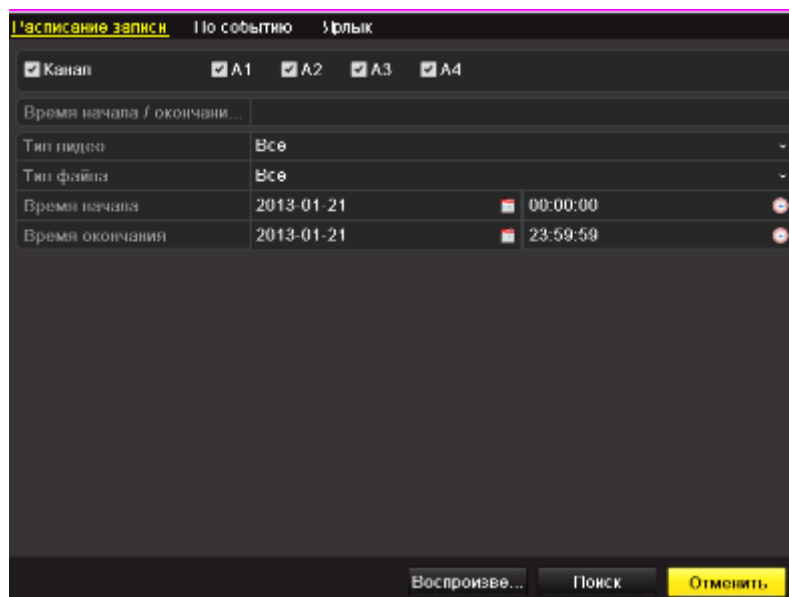 Расписание записи По событию Ярлык
Канал A1 A2 A3 A4
Время начала / окончани...
Тип видео Все
Тип файла Все
Время начала 2013-01-21 00:00:00
Время окончания 2013-01-21 23:59:59
Воспроизве... Поиск Отменить